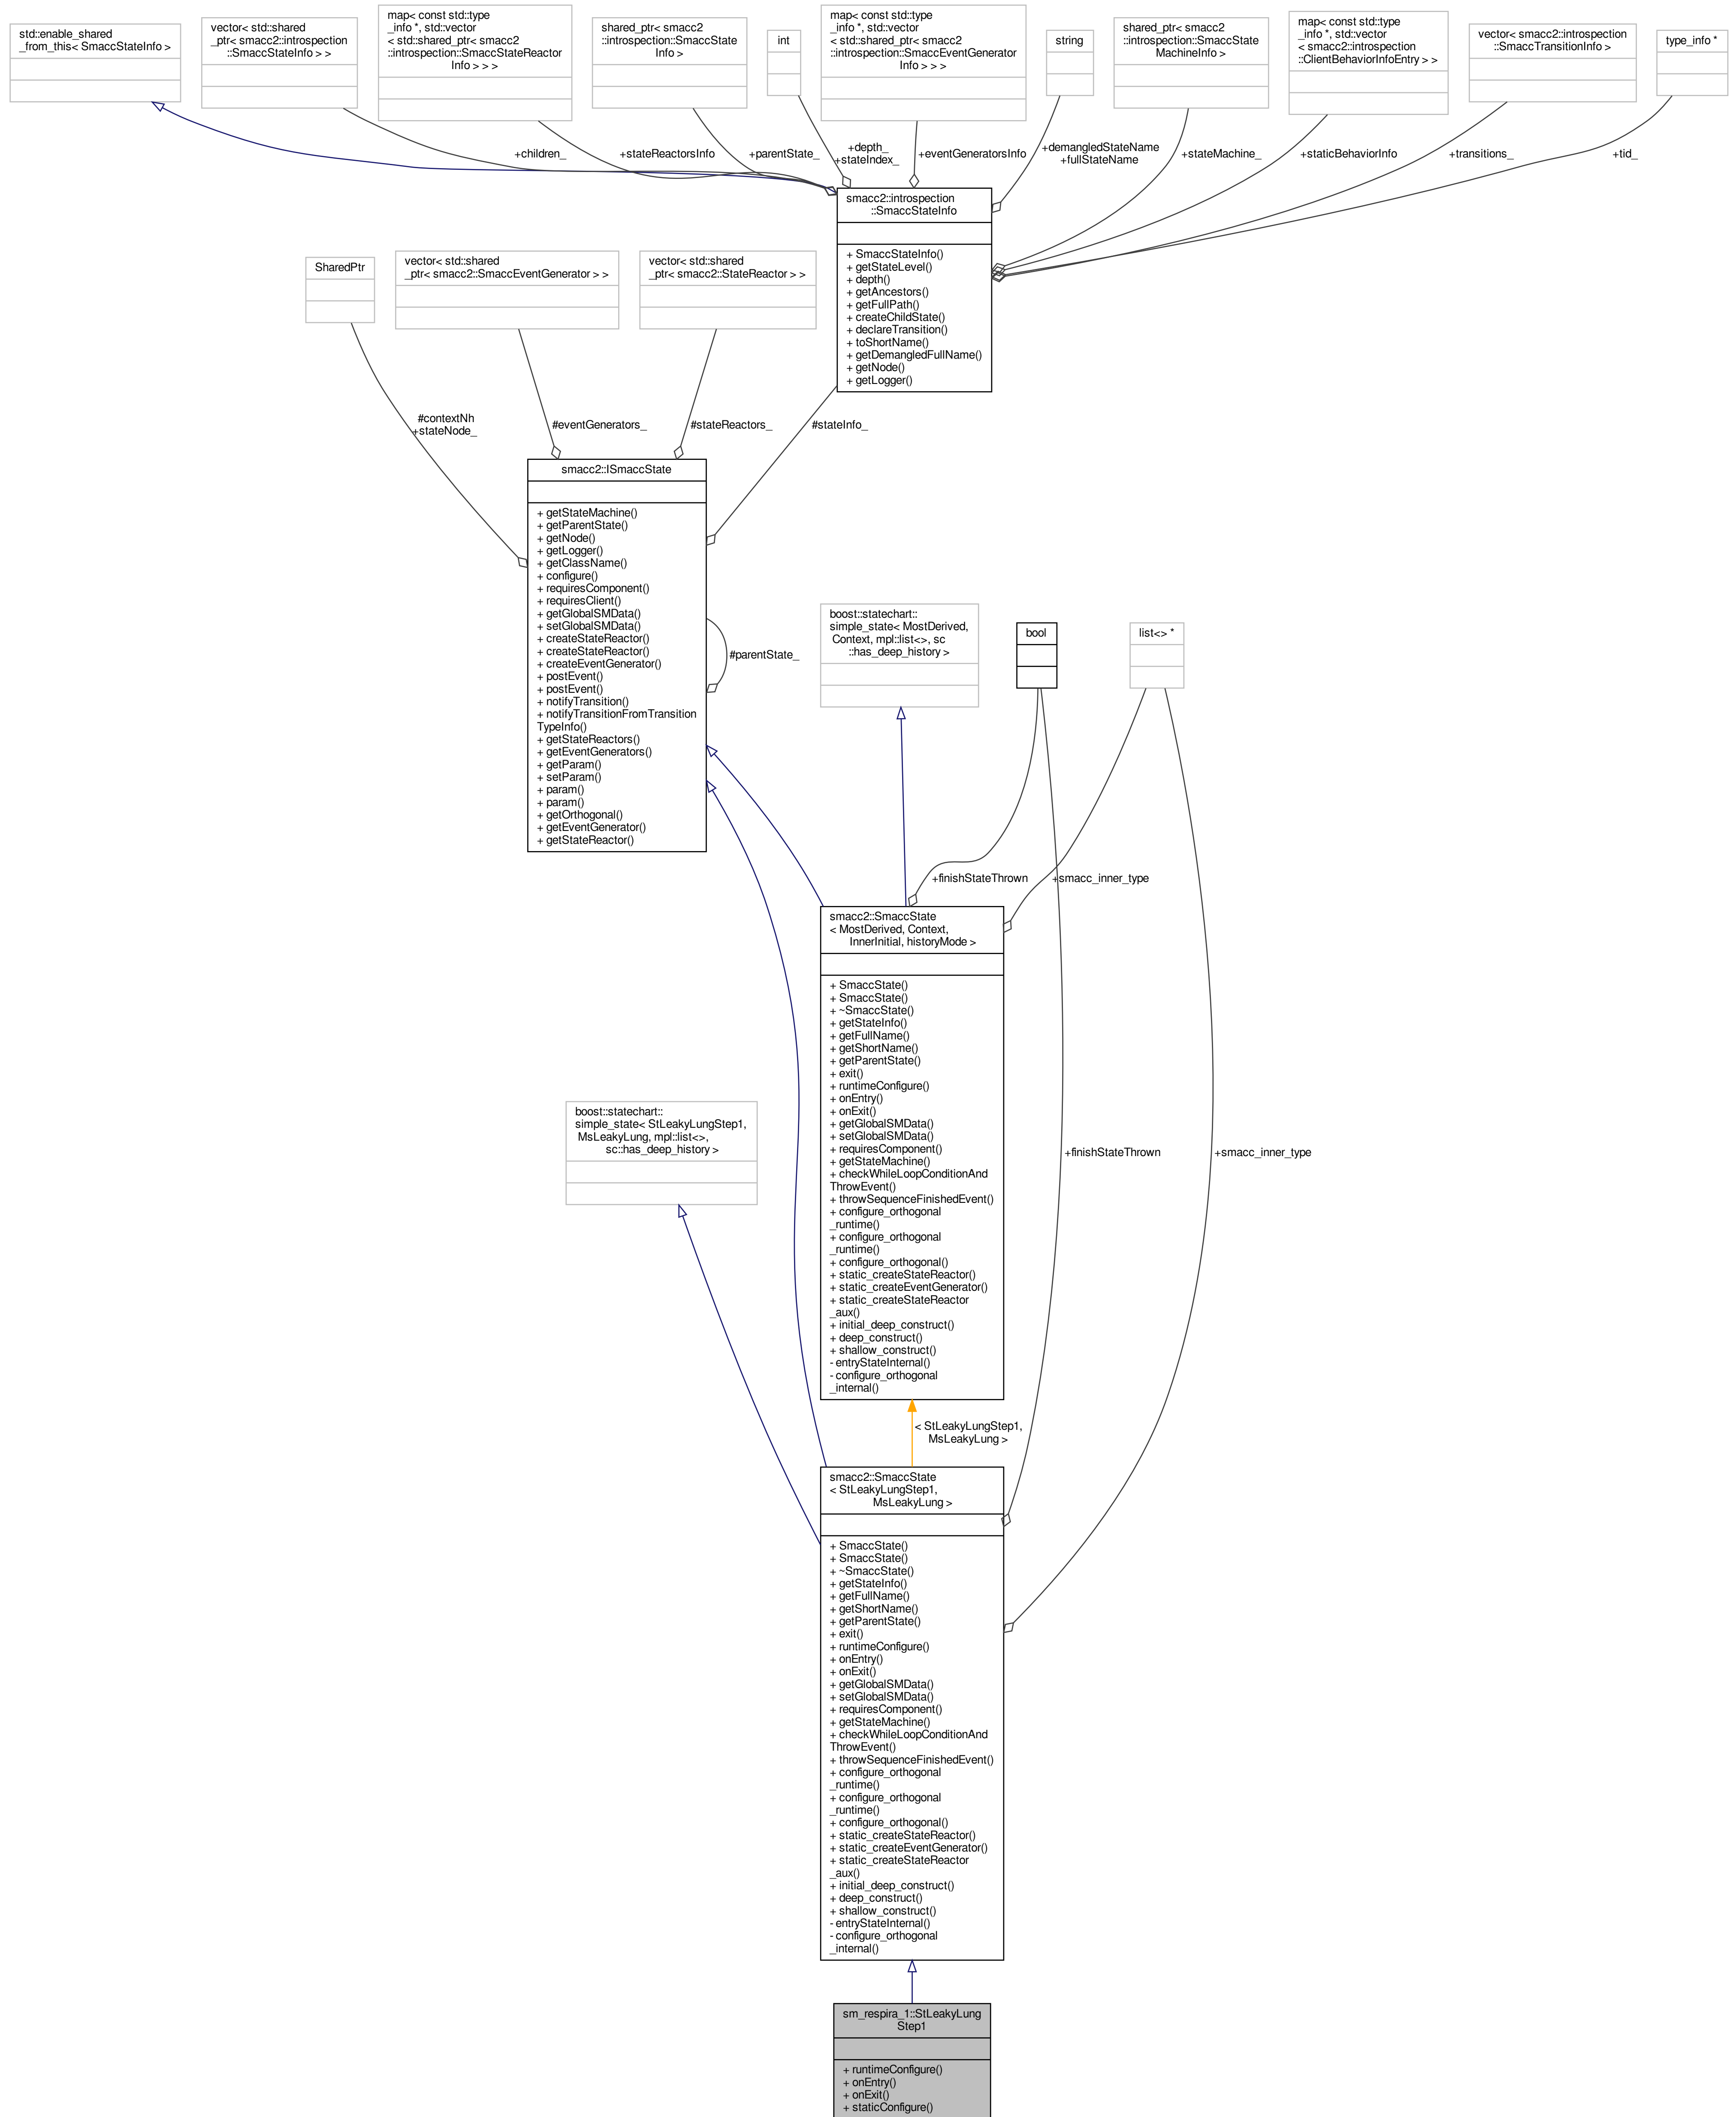 std::enable_shared
_from_this< SmaccStateInfo >
vector< std::shared
_ptr< smacc2::introspection
::SmaccStateInfo > >
map< const std::type
_info *, std::vector
< std::shared_ptr< smacc2
::introspection::SmaccStateReactor
Info > > >
shared_ptr< smacc2
::introspection::SmaccState
Info >
int
map< const std::type
_info *, std::vector
< std::shared_ptr< smacc2
::introspection::SmaccEventGenerator
Info > > >
string
shared_ptr< smacc2
::introspection::SmaccState
MachineInfo >
map< const std::type
_info *, std::vector
< smacc2::introspection
::ClientBehaviorInfoEntry > >
vector< smacc2::introspection
::SmaccTransitionInfo >
type_info *
+children_
+stateReactorsInfo
+parentState_
+depth_
+stateIndex_
+eventGeneratorsInfo
+demangledStateName
+fullStateName
+stateMachine_
+staticBehaviorInfo
+transitions_
+tid_
smacc2::introspection
::SmaccStateInfo
+ SmaccStateInfo()
+ getStateLevel()
+ depth()
+ getAncestors()
+ getFullPath()
+ createChildState()
+ declareTransition()
+ toShortName()
+ getDemangledFullName()
+ getNode()
+ getLogger()
SharedPtr
vector< std::shared
_ptr< smacc2::SmaccEventGenerator > >
vector< std::shared
_ptr< smacc2::StateReactor > >
#contextNh
+stateNode_
#eventGenerators_
#stateReactors_
#stateInfo_
smacc2::ISmaccState
+ getStateMachine()
+ getParentState()
+ getNode()
+ getLogger()
+ getClassName()
+ configure()
+ requiresComponent()
+ requiresClient()
+ getGlobalSMData()
+ setGlobalSMData()
+ createStateReactor()
+ createStateReactor()
+ createEventGenerator()
+ postEvent()
+ postEvent()
+ notifyTransition()
+ notifyTransitionFromTransition
TypeInfo()
+ getStateReactors()
+ getEventGenerators()
+ getParam()
+ setParam()
+ param()
+ param()
+ getOrthogonal()
+ getEventGenerator()
+ getStateReactor()
#parentState_
boost::statechart::
simple_state< MostDerived,
Context, mpl::list<>, sc
::has_deep_history >
bool
list<> *
+finishStateThrown
+smacc_inner_type
smacc2::SmaccState
< MostDerived, Context,
InnerInitial, historyMode >
+ SmaccState()
+ SmaccState()
+ ~SmaccState()
+ getStateInfo()
+ getFullName()
+ getShortName()
+ getParentState()
+ exit()
+ runtimeConfigure()
+ onEntry()
+ onExit()
+ getGlobalSMData()
+ setGlobalSMData()
+ requiresComponent()
+ getStateMachine()
+ checkWhileLoopConditionAnd
ThrowEvent()
+ throwSequenceFinishedEvent()
+ configure_orthogonal
_runtime()
+ configure_orthogonal
_runtime()
+ configure_orthogonal()
+ static_createStateReactor()
+ static_createEventGenerator()
+ static_createStateReactor
_aux()
+ initial_deep_construct()
+ deep_construct()
+ shallow_construct()
- entryStateInternal()
- configure_orthogonal
_internal()
boost::statechart::
simple_state< StLeakyLungStep1,
MsLeakyLung, mpl::list<>,
sc::has_deep_history >
+finishStateThrown
+smacc_inner_type
< StLeakyLungStep1,
MsLeakyLung >
smacc2::SmaccState
< StLeakyLungStep1,
MsLeakyLung >
+ SmaccState()
+ SmaccState()
+ ~SmaccState()
+ getStateInfo()
+ getFullName()
+ getShortName()
+ getParentState()
+ exit()
+ runtimeConfigure()
+ onEntry()
+ onExit()
+ getGlobalSMData()
+ setGlobalSMData()
+ requiresComponent()
+ getStateMachine()
+ checkWhileLoopConditionAnd
ThrowEvent()
+ throwSequenceFinishedEvent()
+ configure_orthogonal
_runtime()
+ configure_orthogonal
_runtime()
+ configure_orthogonal()
+ static_createStateReactor()
+ static_createEventGenerator()
+ static_createStateReactor
_aux()
+ initial_deep_construct()
+ deep_construct()
+ shallow_construct()
- entryStateInternal()
- configure_orthogonal
_internal()
sm_respira_1::StLeakyLung
Step1
+ runtimeConfigure()
+ onEntry()
+ onExit()
+ staticConfigure()